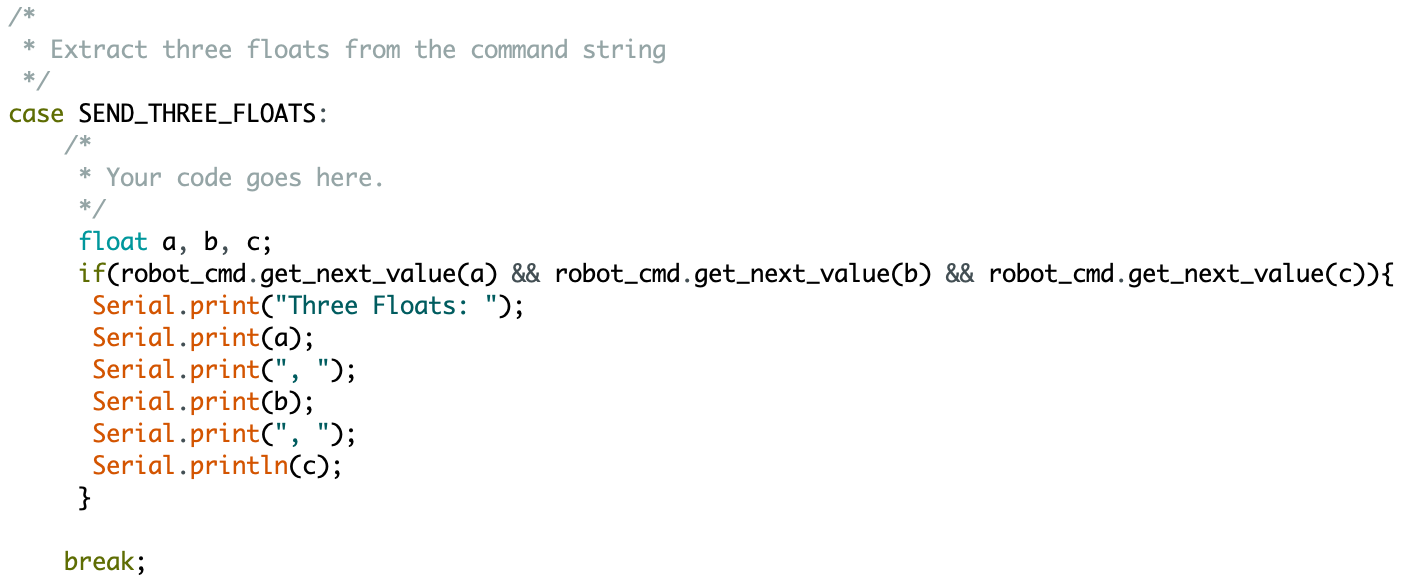 /*
 * Extract three floats from the command string
 */
case SEND_THREE_FLOATS:
    /*
     * Your code goes here.
     */
     float a, b, c;
     if(robot_cmd.get_next_value(a) && robot_cmd.get_next_value(b) && robot_cmd.get_next_value(c)){
      Serial.print("Three Floats: ");
      Serial.print(a);
      Serial.print(", ");
      Serial.print(b);
      Serial.print(", ");
      Serial.println(c);
     }
    break;